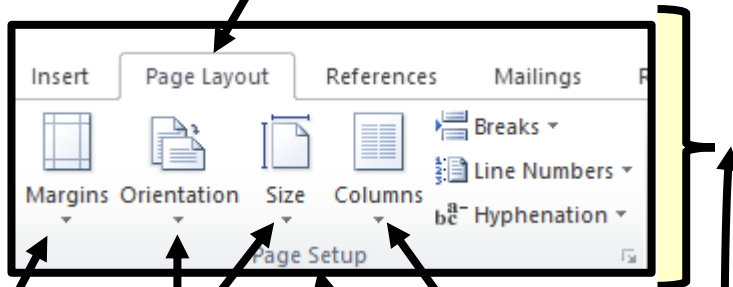 Insert Page Layout References Mailings R
Breaks
Line Numbers
Margins Orientation Size Columns
Hyphenation
Page Setup